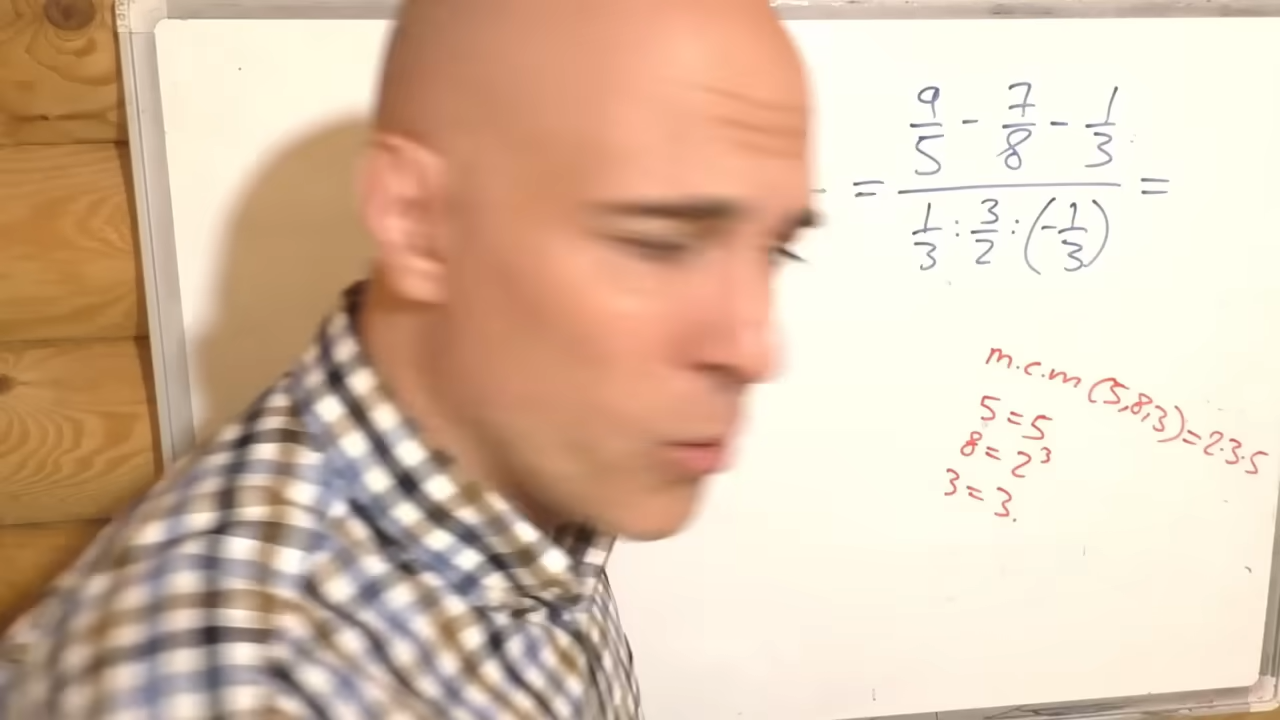 = 9/5 - 7/8 - 1/3 =
1/3 : 3/2 : (-1/3)
m.c.m (5,8,3) = 2·3·5
5 = 5
8 = 2³
3 = 3.